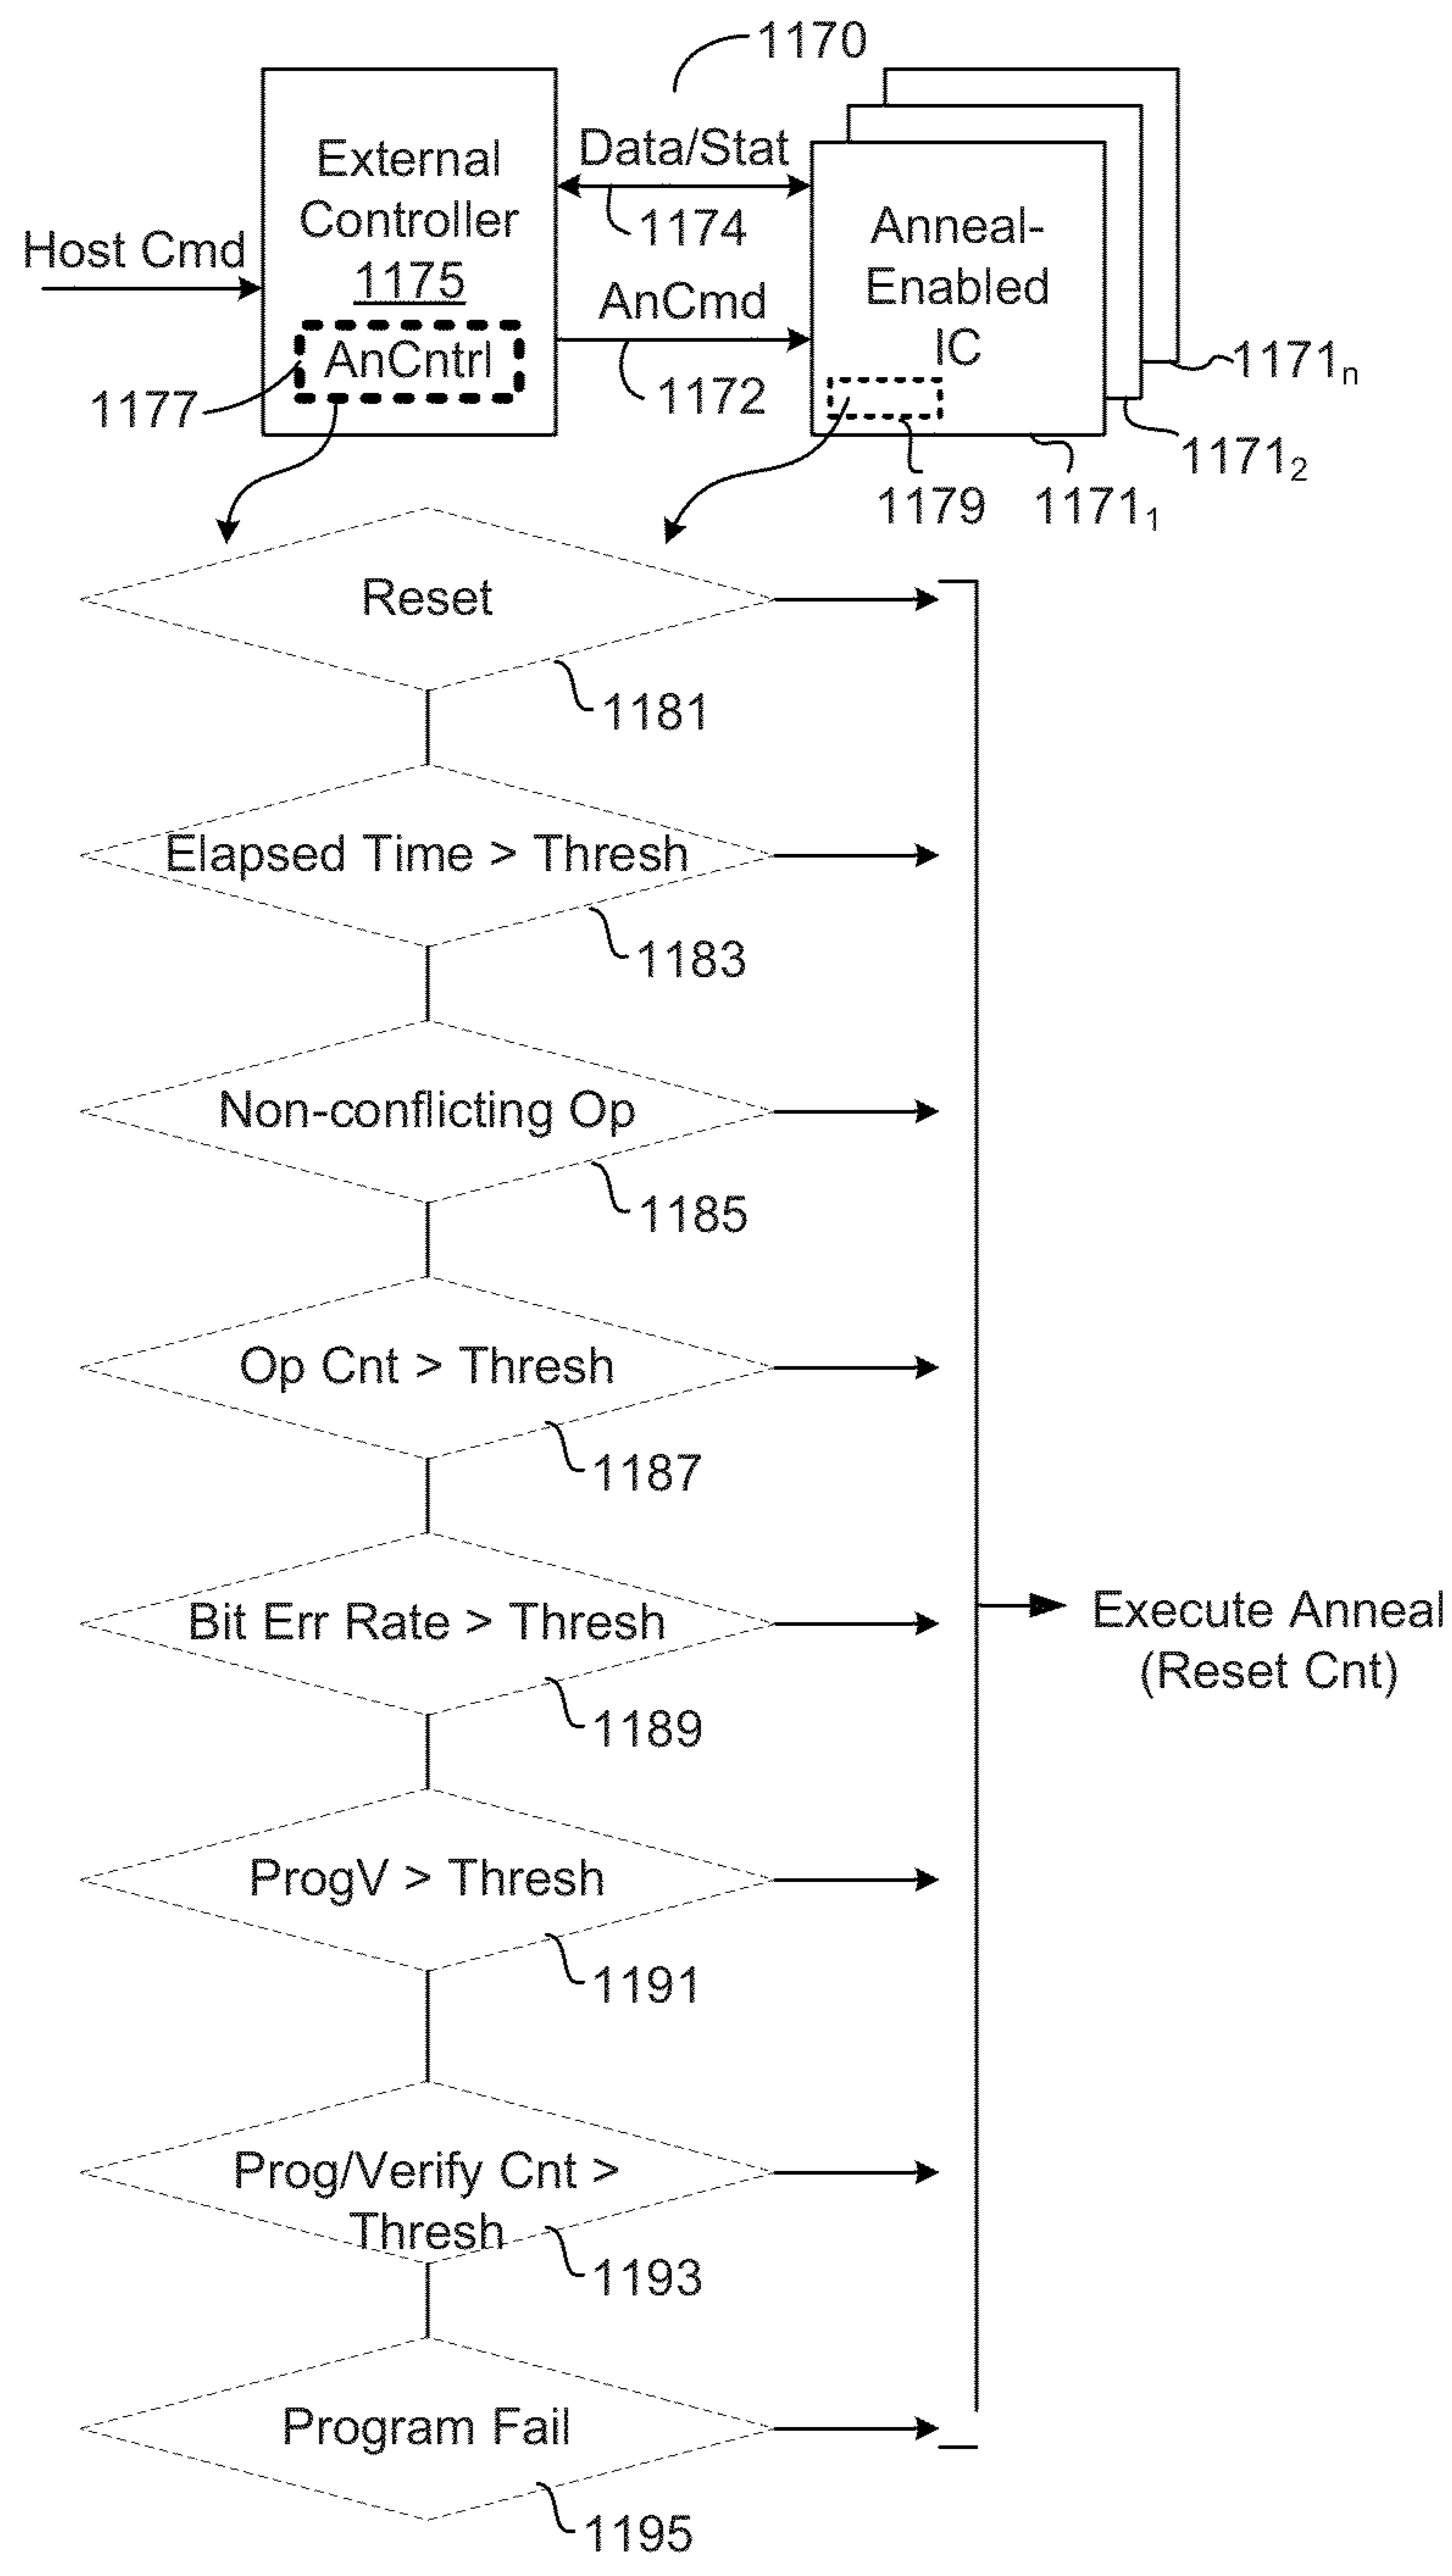 1170
External
Controller
1175
AnCntrl
Host Cmd
Data/Stat
1174
AnCmd
1172
Anneal-
Enabled
IC
1177
1179
1171n
11712
11711
Reset
1181
Elapsed Time > Thresh
1183
Non-conflicting Op
1185
Op Cnt > Thresh
1187
Bit Err Rate > Thresh
1189
Execute Anneal
(Reset Cnt)
ProgV > Thresh
1191
Prog/Verify Cnt >
Thresh
1193
Program Fail
1195